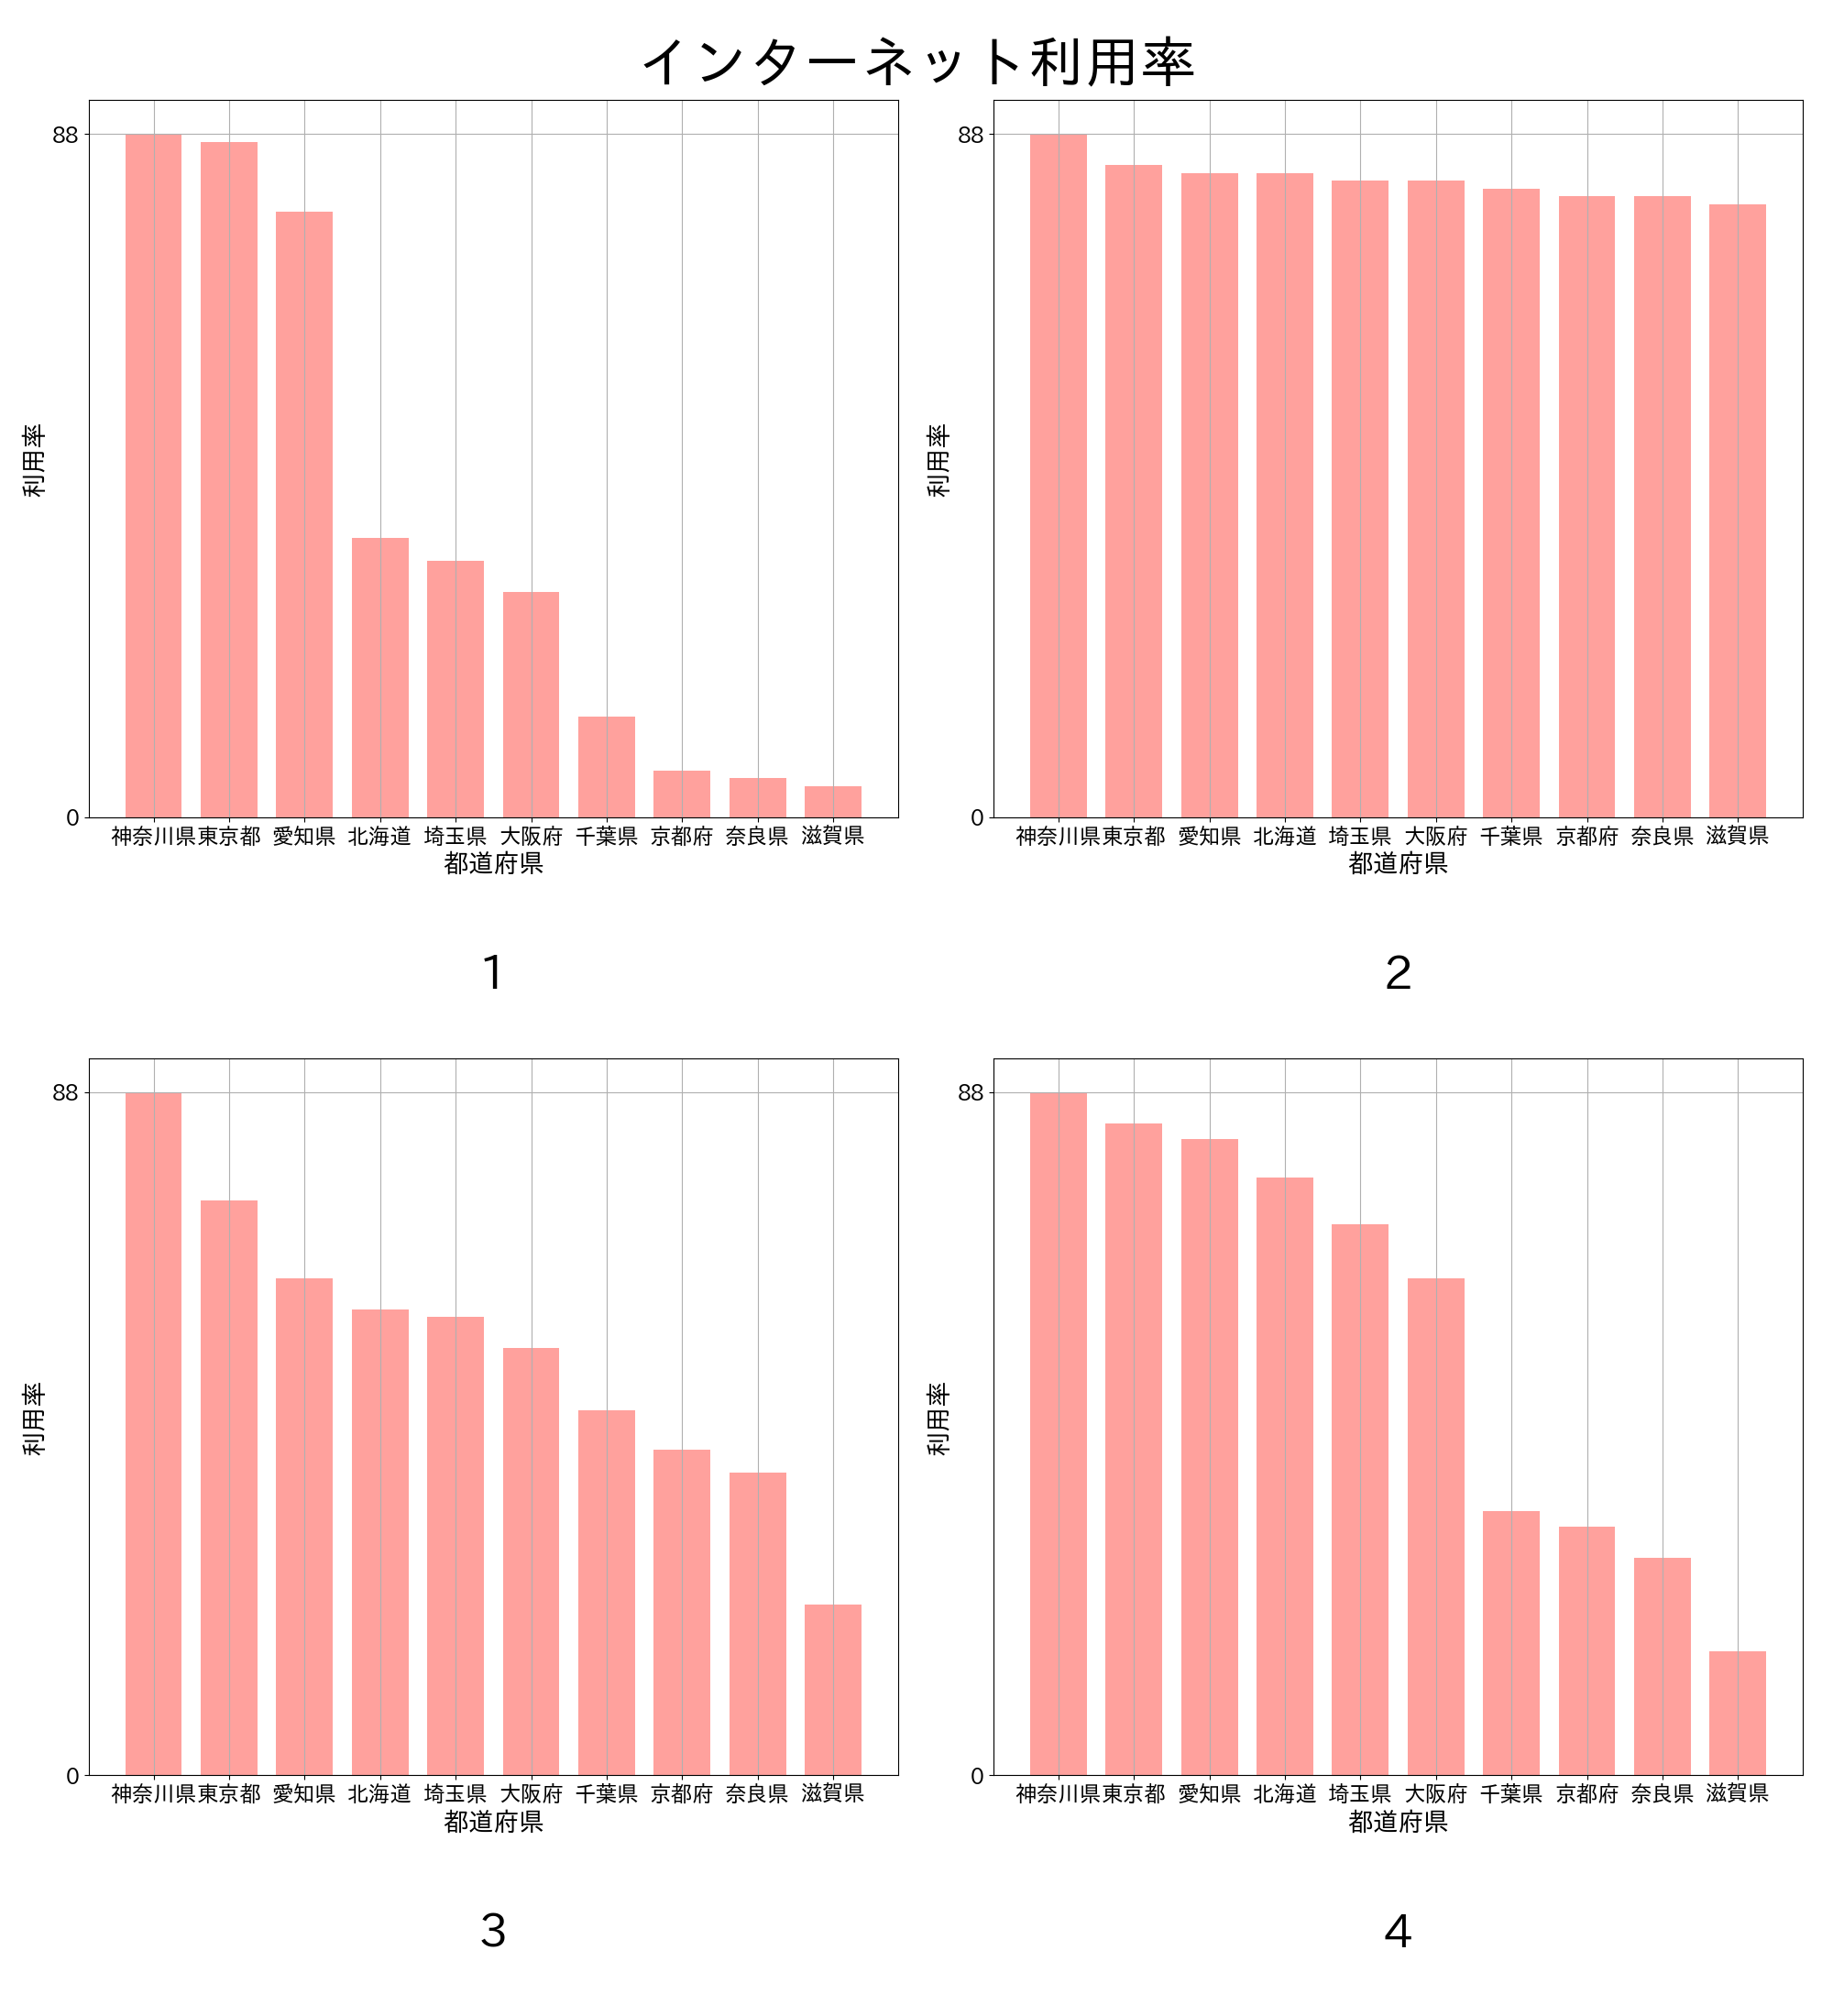 インターネット利用率
88
0
利用率
神奈川県 東京都 愛知県 北海道 埼玉県 大阪府 千葉県 京都府 奈良県 滋賀県
都道府県
1
88
0
利用率
神奈川県 東京都 愛知県 北海道 埼玉県 大阪府 千葉県 京都府 奈良県 滋賀県
都道府県
2
88
0
利用率
神奈川県 東京都 愛知県 北海道 埼玉県 大阪府 千葉県 京都府 奈良県 滋賀県
都道府県
3
88
0
利用率
神奈川県 東京都 愛知県 北海道 埼玉県 大阪府 千葉県 京都府 奈良県 滋賀県
都道府県
4